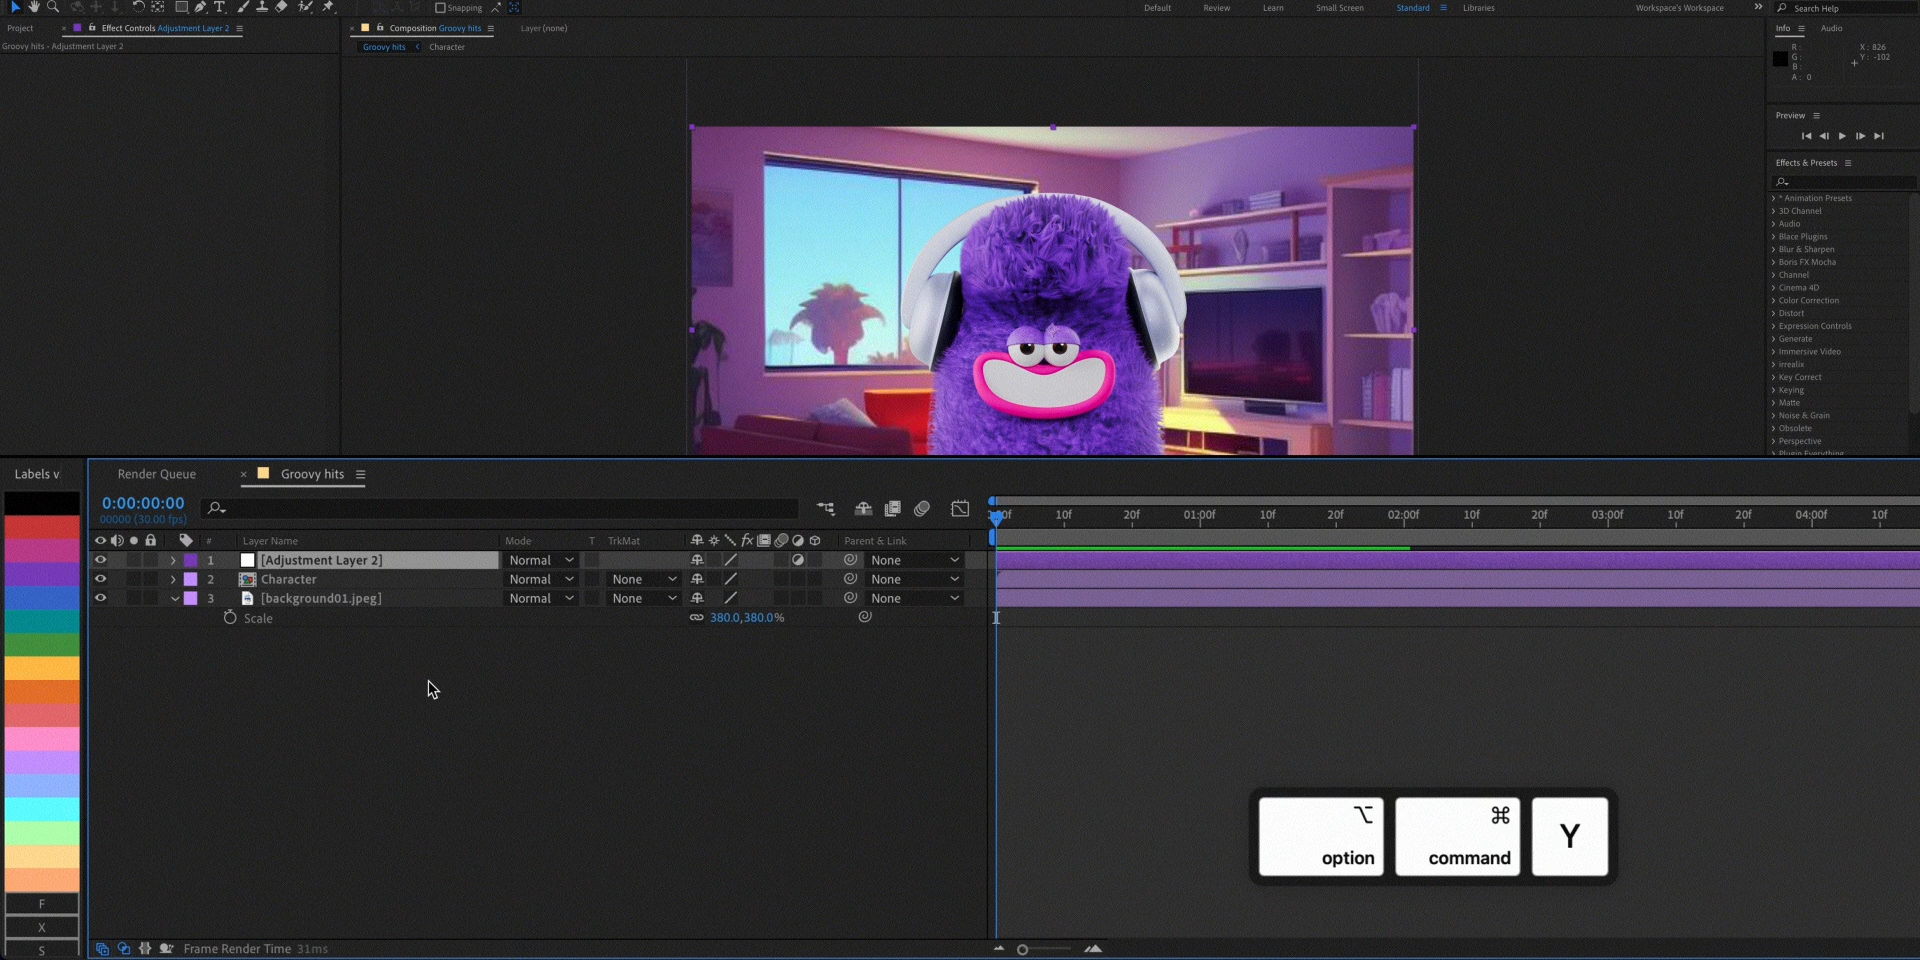 Snapping
Default Review Learn Small Screen Standard Libraries Workspace's Workspace Search Help
Project × Effect Controls Adjustment Layer 2
× Composition Groovy hits Layer (none)
Info Audio
Groovy hits - Adjustment Layer 2
Groovy hits Character
R :
G :
B :
A : 0
X : 826
Y : -102
Preview
Effects & Presets
* Animation Presets
3D Channel
Audio
Blace Plugins
Blur & Sharpen
Boris FX Mocha
Channel
Cinema 4D
Color Correction
Distort
Expression Controls
Generate
Immersive Video
irrealix
Key Correct
Keying
Matte
Noise & Grain
Obsolete
Perspective
Plugin Everything
Labels v
Render Queue × Groovy hits
0:00:00:00
00000 (30.00 fps)
10f 20f 01:00f 10f 20f 02:00f 10f 20f 03:00f 10f 20f 04:00f 10f
# Layer Name Mode T TrkMat fx Parent & Link
1 [Adjustment Layer 2] Normal None
2 Character Normal None None
3 [background01.jpeg] Normal None None
Scale 380.0,380.0%
⌥ ⌘
option command Y
F
X
S
Frame Render Time 31ms